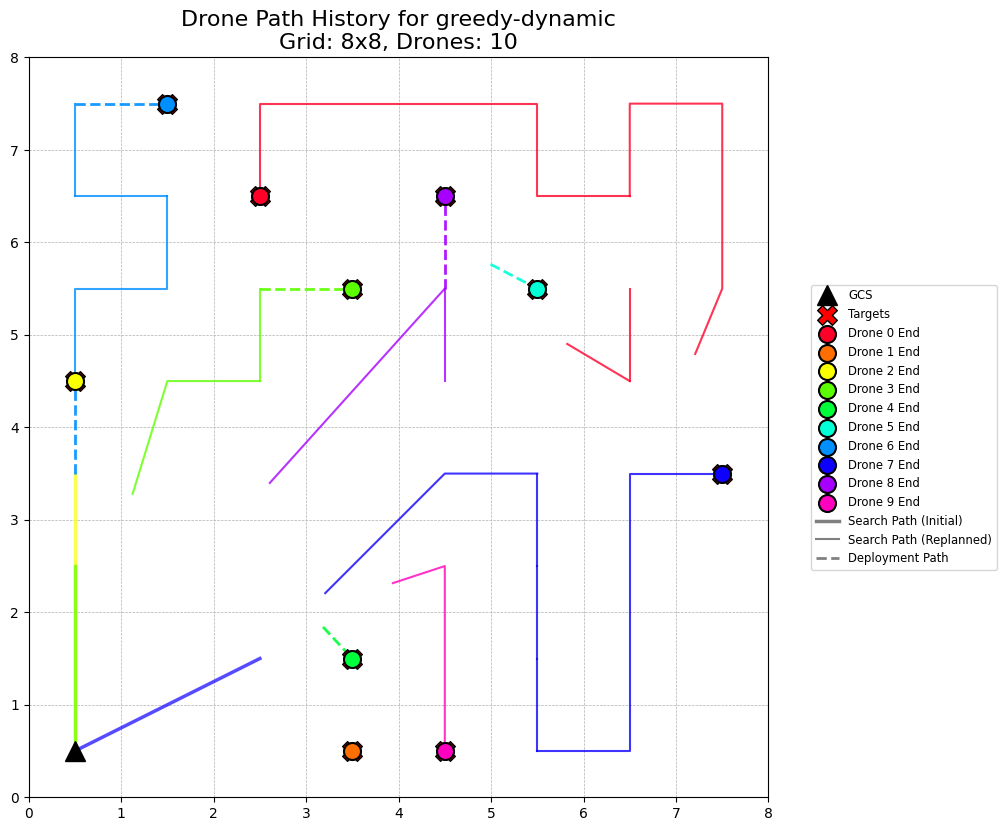 Drone Path History for greedy-dynamic
Grid: 8x8, Drones: 10
8
7
6
5
4
3
2
1
0
0 1 2 3 4 5 6 7 8
GCS
Targets
Drone 0 End
Drone 1 End
Drone 2 End
Drone 3 End
Drone 4 End
Drone 5 End
Drone 6 End
Drone 7 End
Drone 8 End
Drone 9 End
Search Path (Initial)
Search Path (Replanned)
Deployment Path